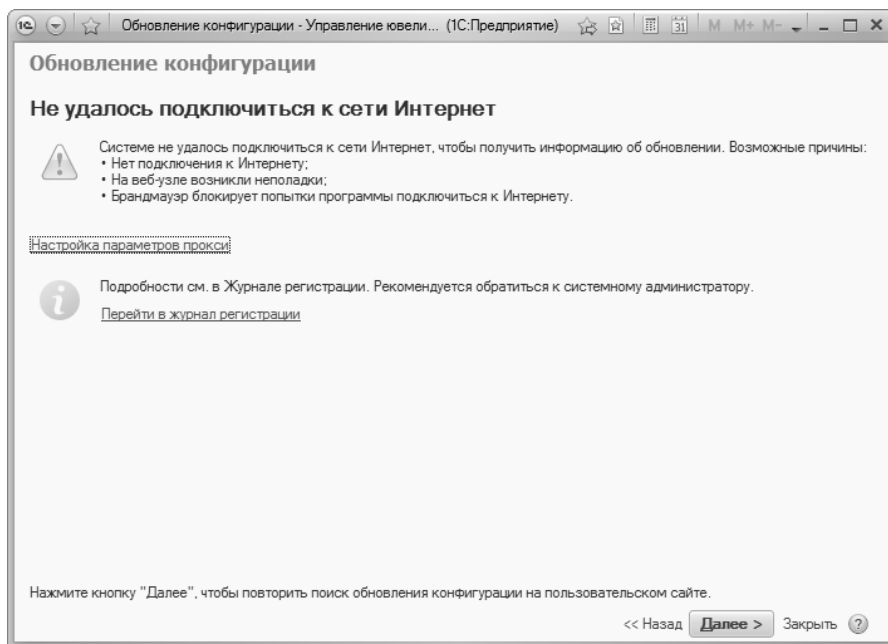 1С Обновление конфигурации - Управление ювели... (1С:Предприятие) 31 M M+ M-
Обновление конфигурации
Не удалось подключиться к сети Интернет
Системе не удалось подключиться к сети Интернет, чтобы получить информацию об обновлении. Возможные причины:
• Нет подключения к Интернету;
• На веб-узле возникли неполадки;
• Брандмауэр блокирует попытки программы подключиться к Интернету.
Настройка параметров прокси
Подробности см. в Журнале регистрации. Рекомендуется обратиться к системному администратору.
Перейти в журнал регистрации
Нажмите кнопку "Далее", чтобы повторить поиск обновления конфигурации на пользовательском сайте.
<< Назад Далее > Закрыть ?